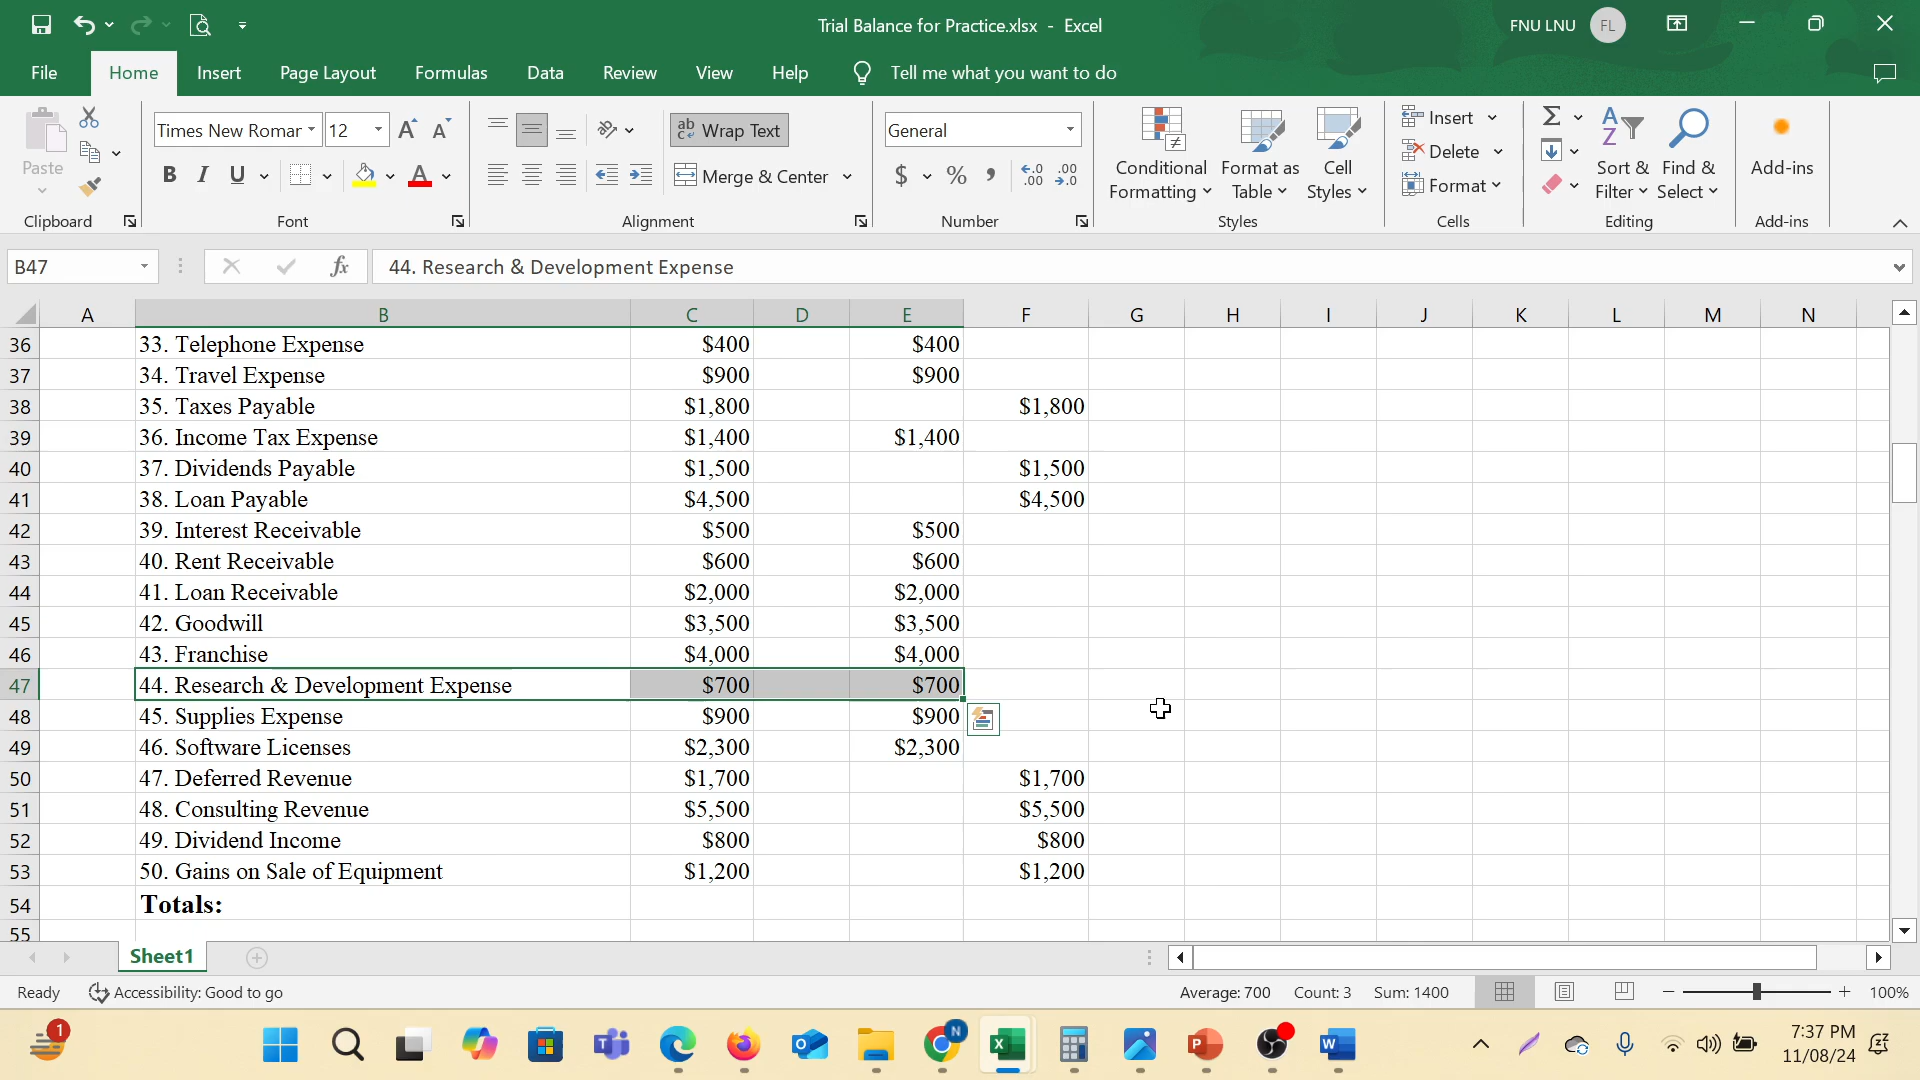 Trial Balance for Practice.xlsx - Excel
FNU LNU FL
File Home Insert Page Layout Formulas Data Review View Help Tell me what you want to do
Paste
Clipboard
Times New Romar 12
A A
B I U A
Font
ab Wrap Text
Merge & Center
Alignment
General
$ % , .00 .00
Number
Conditional Formatting
Format as Table
Cell Styles
Styles
Insert
Delete
Format
Cells
Sort & Filter
Find & Select
Editing
Add-ins
Add-ins
B47 fx 44. Research & Development Expense
A B C D E F G H I J K L M N
36 33. Telephone Expense $400 $400
37 34. Travel Expense $900 $900
38 35. Taxes Payable $1,800 $1,800
39 36. Income Tax Expense $1,400 $1,400
40 37. Dividends Payable $1,500 $1,500
41 38. Loan Payable $4,500 $4,500
42 39. Interest Receivable $500 $500
43 40. Rent Receivable $600 $600
44 41. Loan Receivable $2,000 $2,000
45 42. Goodwill $3,500 $3,500
46 43. Franchise $4,000 $4,000
47 44. Research & Development Expense $700 $700
48 45. Supplies Expense $900 $900
49 46. Software Licenses $2,300 $2,300
50 47. Deferred Revenue $1,700 $1,700
51 48. Consulting Revenue $5,500 $5,500
52 49. Dividend Income $800 $800
53 50. Gains on Sale of Equipment $1,200 $1,200
54 Totals:
55
Sheet1
Ready Accessibility: Good to go Average: 700 Count: 3 Sum: 1400 100%
1 N 7:37 PM
11/08/24